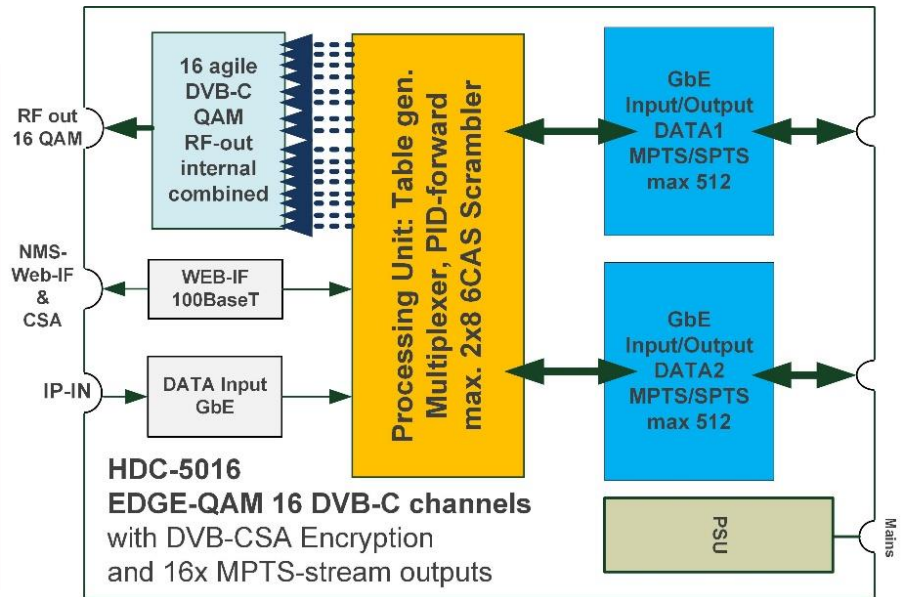 RF out
16 QAM
16 agile
DVB-C
QAM
RF-out
internal
combined
NMS-
Web-IF
&
CSA
WEB-IF
100BaseT
IP-IN
DATA Input
GbE
Processing Unit: Table gen.
Multiplexer, PID-forward
max. 2x8 6CAS Scrambler
GbE
Input/Output
DATA1
MPTS/SPTS
max 512
GbE
Input/Output
DATA2
MPTS/SPTS
max 512
HDC-5016
EDGE-QAM 16 DVB-C channels
with DVB-CSA Encryption
and 16x MPTS-stream outputs
PSU
Mains